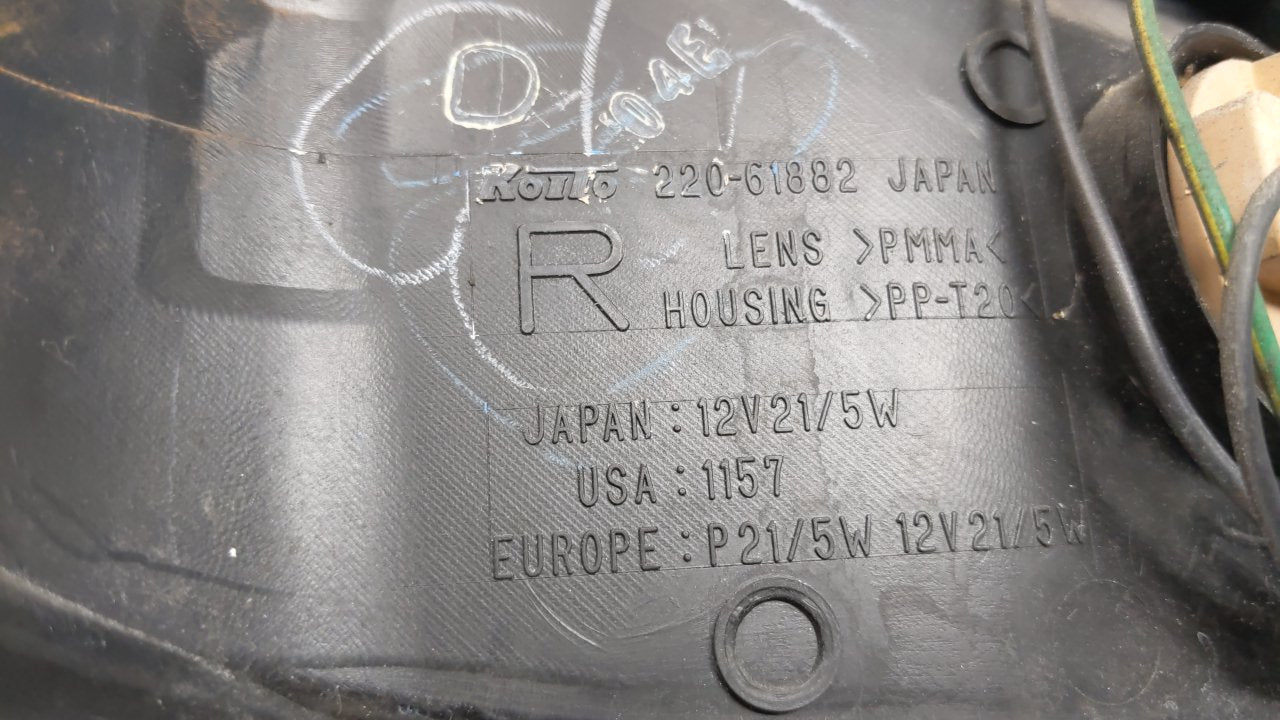 D
04E
KOITO 220-61882 JAPAN
R
LENS >PMMA<
HOUSING >PP-T20<
JAPAN : 12V21/5W
USA : 1157
EUROPE : P21/5W 12V21/5W